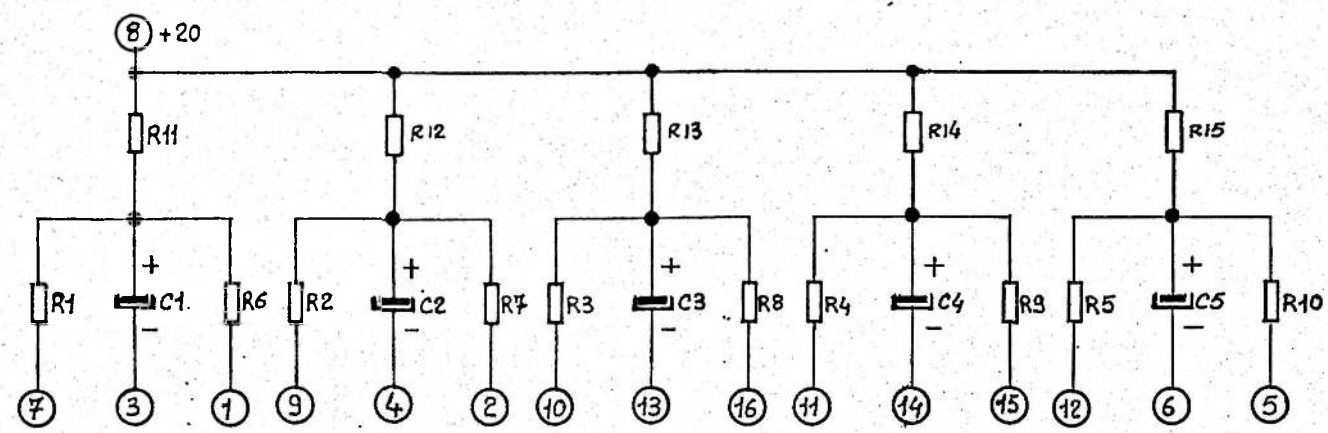 8 +20
R11 R12 R13 R14 R15
+ + + + +
R1 C1 R6 R2 C2 R7 R3 C3 R8 R4 C4 R9 R5 C5 R10
- - - - -
7 3 1 9 4 2 10 13 16 11 14 15 12 6 5